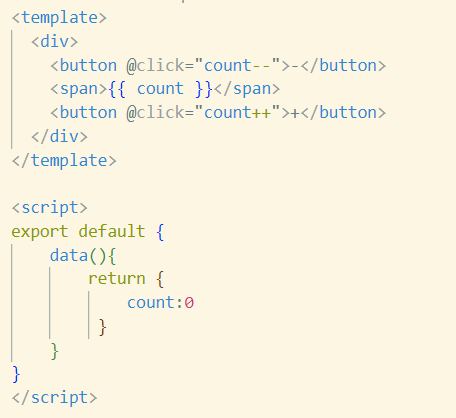 <template>
  <div>
    <button @click="count--">-</button>
    <span>{{ count }}</span>
    <button @click="count++">+</button>
  </div>
</template>

<script>
export default {
    data(){
        return {
            count:0
         }
    }
}
</script>